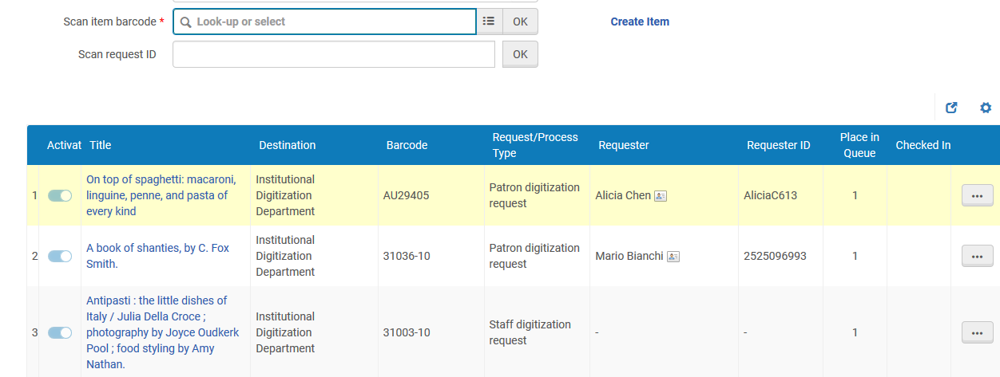 Scan item barcode * Look-up or select OK Create Item
Scan request ID OK
Activat Title Destination Barcode Request/Process Type Requester Requester ID Place in Queue Checked In
1
On top of spaghetti: macaroni,
linguine, penne, and pasta of
every kind
Institutional
Digitization
Department
AU29405
Patron digitization
request
Alicia Chen
AliciaC613
1
...
2
A book of shanties, by C. Fox
Smith.
Institutional
Digitization
Department
31036-10
Patron digitization
request
Mario Bianchi
2525096993
1
...
3
Antipasti : the little dishes of
Italy / Julia Della Croce ;
photography by Joyce Oudkerk
Pool ; food styling by Amy
Nathan.
Institutional
Digitization
Department
31003-10
Staff digitization
request
-
-
1
...